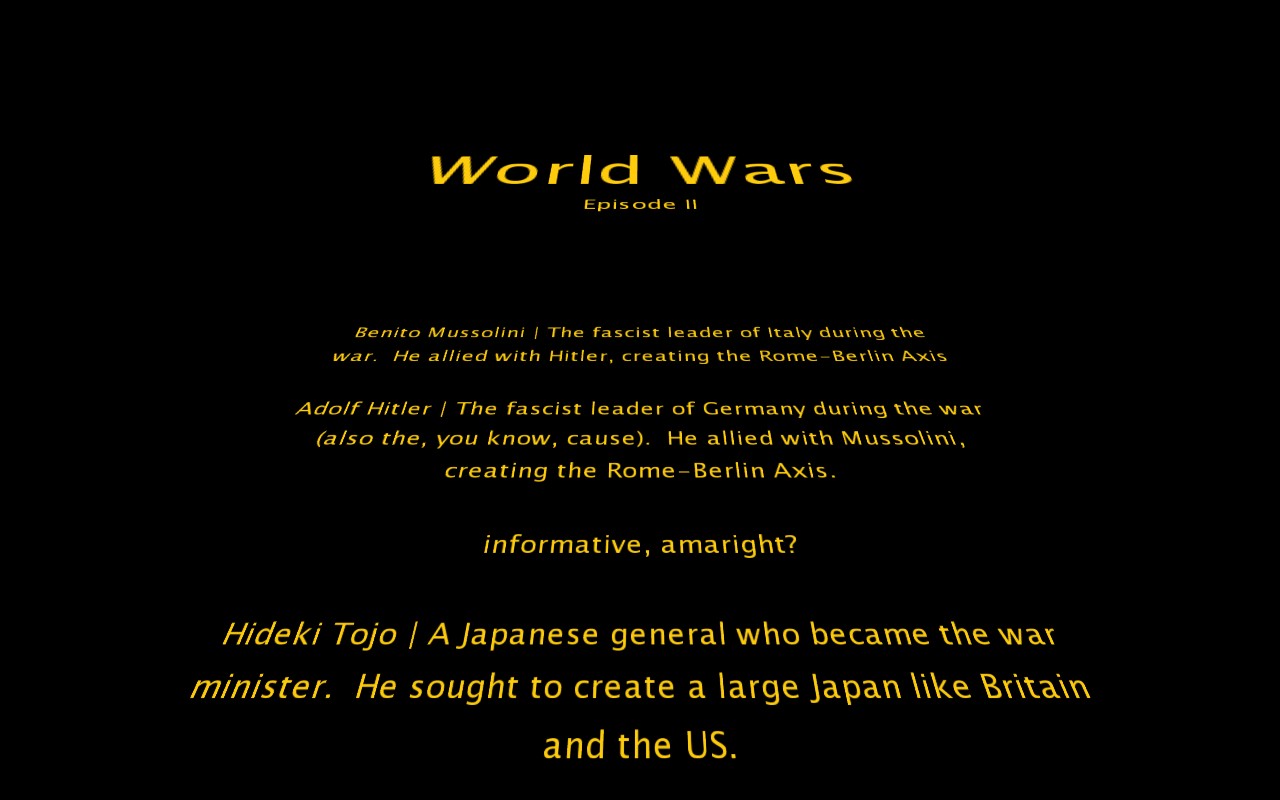 World Wars
Episode II
Benito Mussolini | The fascist leader of Italy during the
war.  He allied with Hitler, creating the Rome-Berlin Axis
Adolf Hitler | The fascist leader of Germany during the war
(also the, you know, cause).  He allied with Mussolini,
creating the Rome-Berlin Axis.
informative, amaright?
Hideki Tojo | A Japanese general who became the war
minister.  He sought to create a large Japan like Britain
and the US.